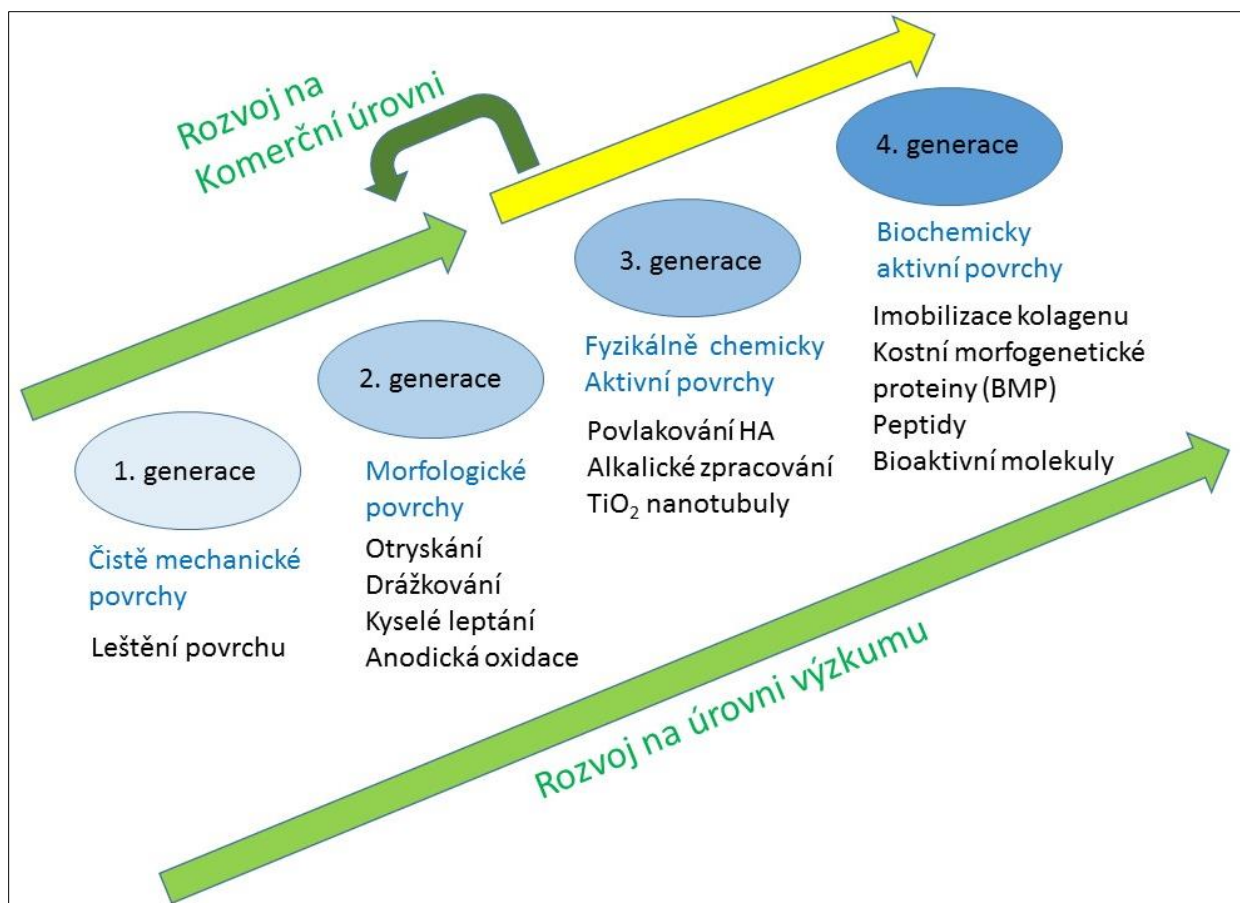 Rozvoj na
Komerční úrovni
1. generace
Čistě mechanické
povrchy
Leštění povrchu
2. generace
Morfologické
povrchy
Otryskání
Drážkování
Kyselé leptání
Anodická oxidace
3. generace
Fyzikálně chemicky
Aktivní povrchy
Povlakování HA
Alkalické zpracování
TiO₂ nanotubuly
4. generace
Biochemicky
aktivní povrchy
Imobilizace kolagenu
Kostní morfogenetické
proteiny (BMP)
Peptidy
Bioaktivní molekuly
Rozvoj na úrovni výzkumu